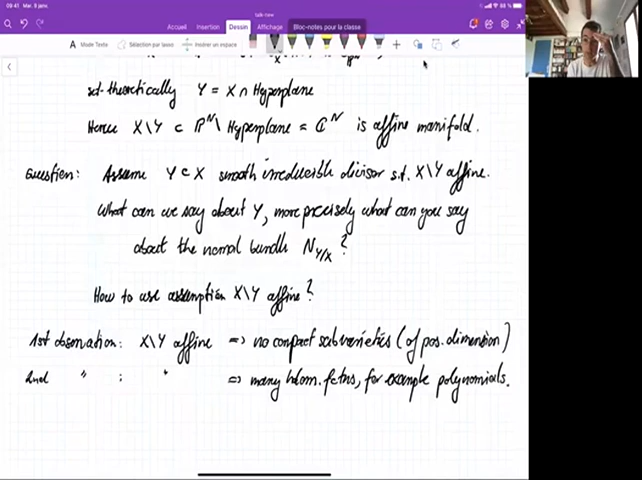 09:41 Mar. 9 janv.
talk new
Accueil Insertion Dessin Affichage Bloc-notes pour la classe
A Mode Texte Sélection par lasso Insérer un espace
set-theoretically Y = X ∩ Hyperplane
Hence X\Y ⊂ P^N \ Hyperplane = C^N is affine manifold.
Question: Assume Y ⊂ X smooth irreducible divisor s.t. X\Y affine.
What can we say about Y, more precisely what can you say
about the normal bundle N_{Y/X}?
How to use assumption X\Y affine?
1st observation: X\Y affine ⇒ no compact subvarieties (of pos. dimension)
2nd " : " ⇒ many holom. fctns, for example polynomials.